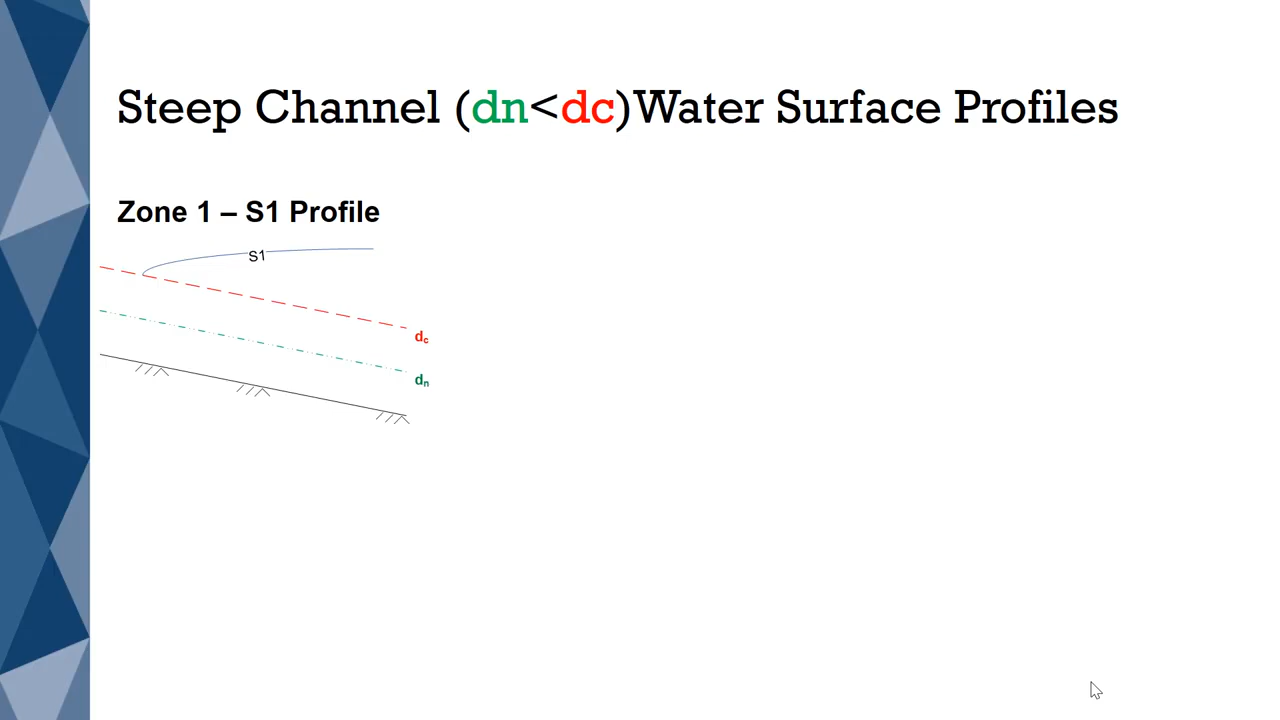 Steep Channel (dn<dc)Water Surface Profiles
Zone 1 – S1 Profile
S1
dc
dn